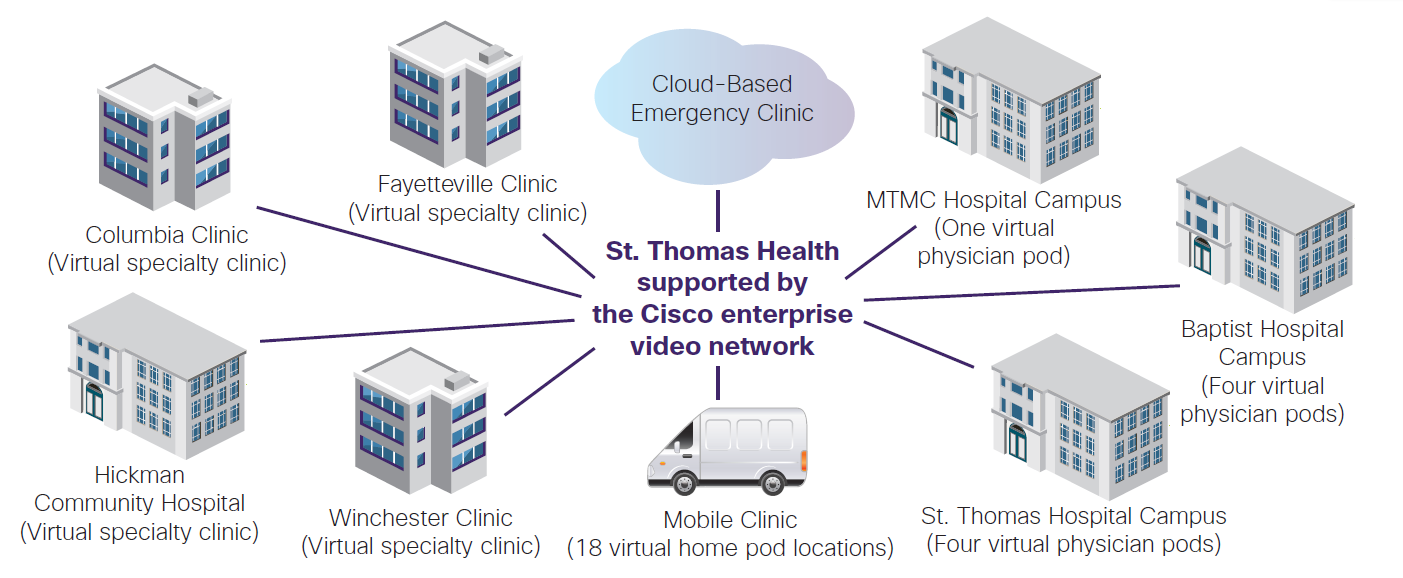 Cloud-Based
Emergency Clinic
Fayetteville Clinic
(Virtual specialty clinic)
Columbia Clinic
(Virtual specialty clinic)
MTMC Hospital Campus
(One virtual
physician pod)
St. Thomas Health
supported by
the Cisco enterprise
video network
Baptist Hospital
Campus
(Four virtual
physician pods)
Hickman
Community Hospital
(Virtual specialty clinic)
Winchester Clinic
(Virtual specialty clinic)
Mobile Clinic
(18 virtual home pod locations)
St. Thomas Hospital Campus
(Four virtual physician pods)